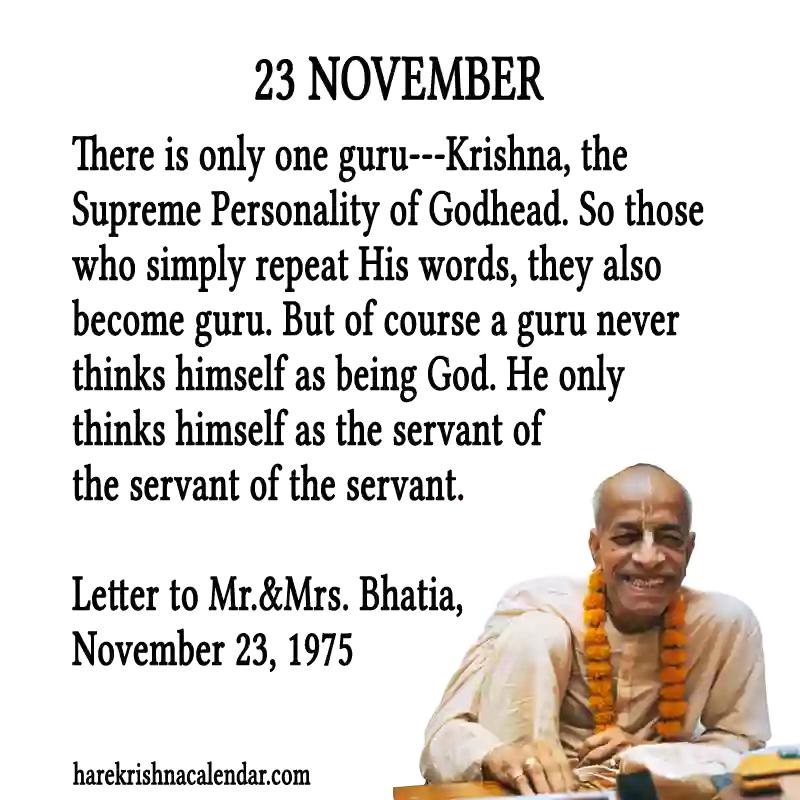 23 NOVEMBER
There is only one guru---Krishna, the
Supreme Personality of Godhead. So those
who simply repeat His words, they also
become guru. But of course a guru never
thinks himself as being God. He only
thinks himself as the servant of
the servant of the servant.
Letter to Mr.&Mrs. Bhatia,
November 23, 1975
harekrishnacalendar.com